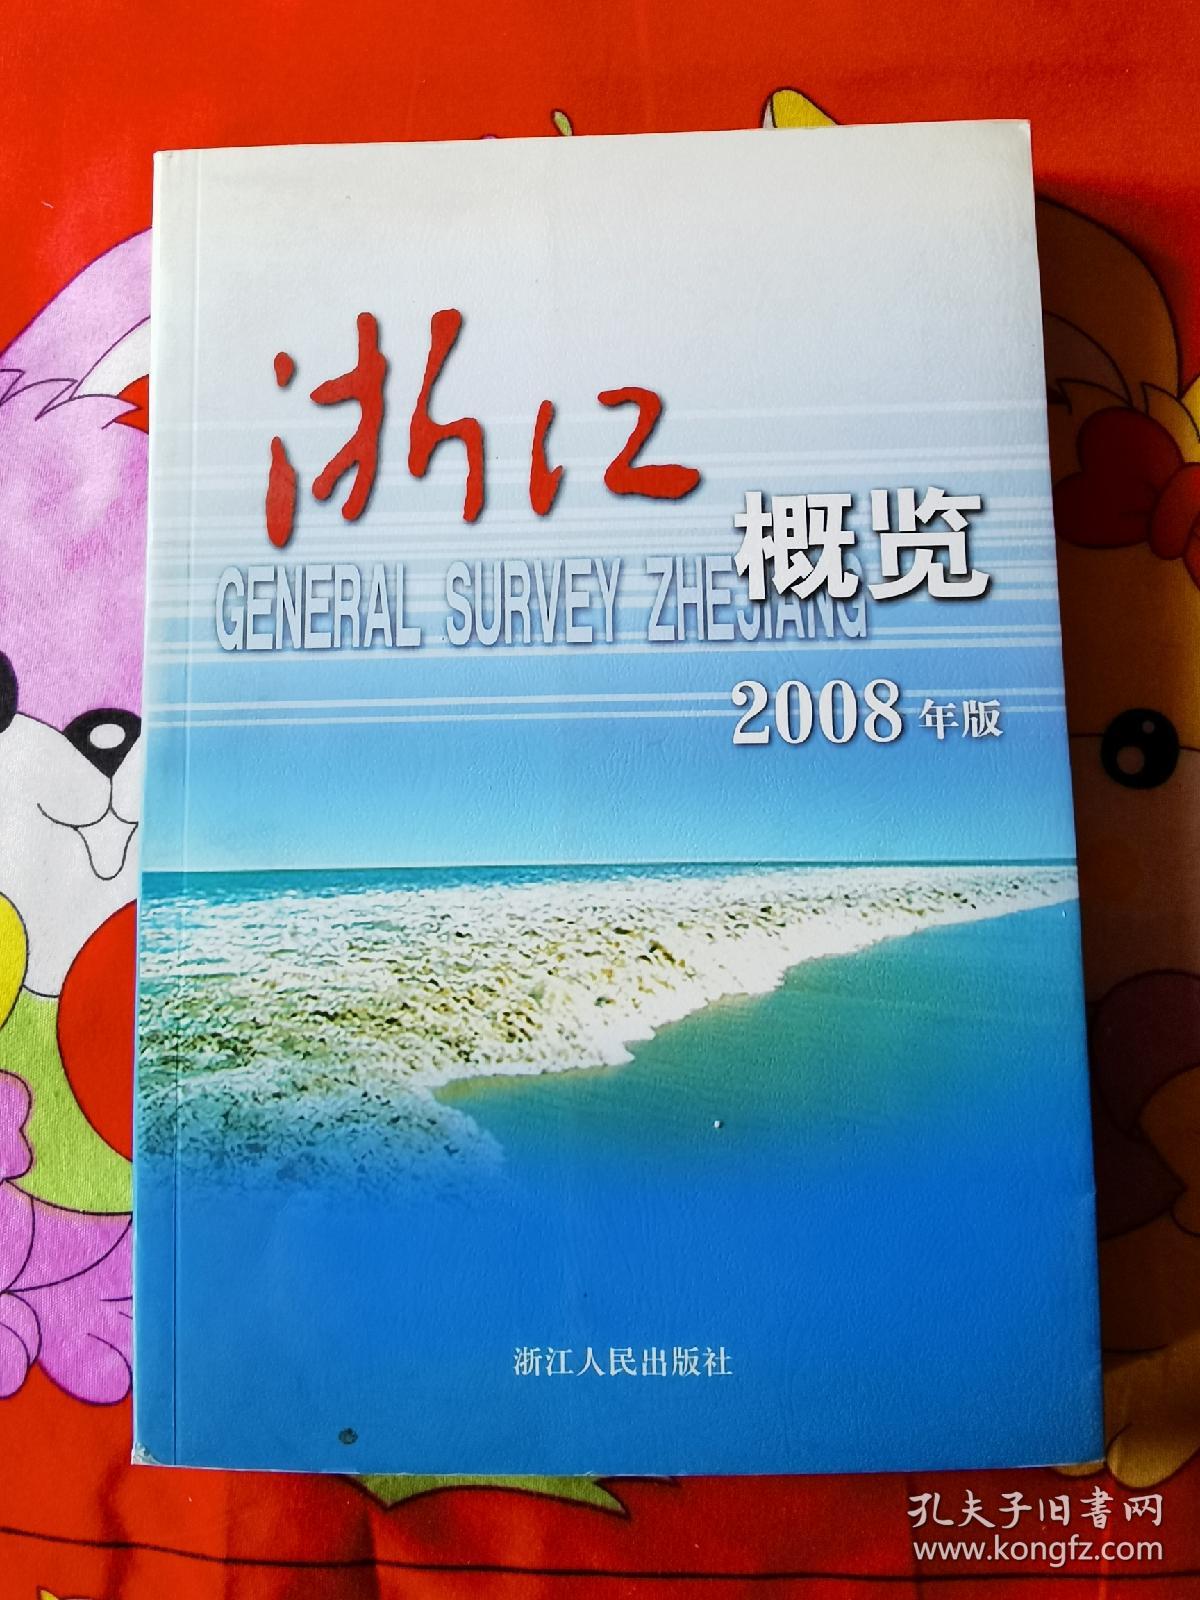 浙江
概览
GENERAL SURVEY ZHEJIANG
2008年版
浙江人民出版社
孔夫子旧書网
www.kongfz.com